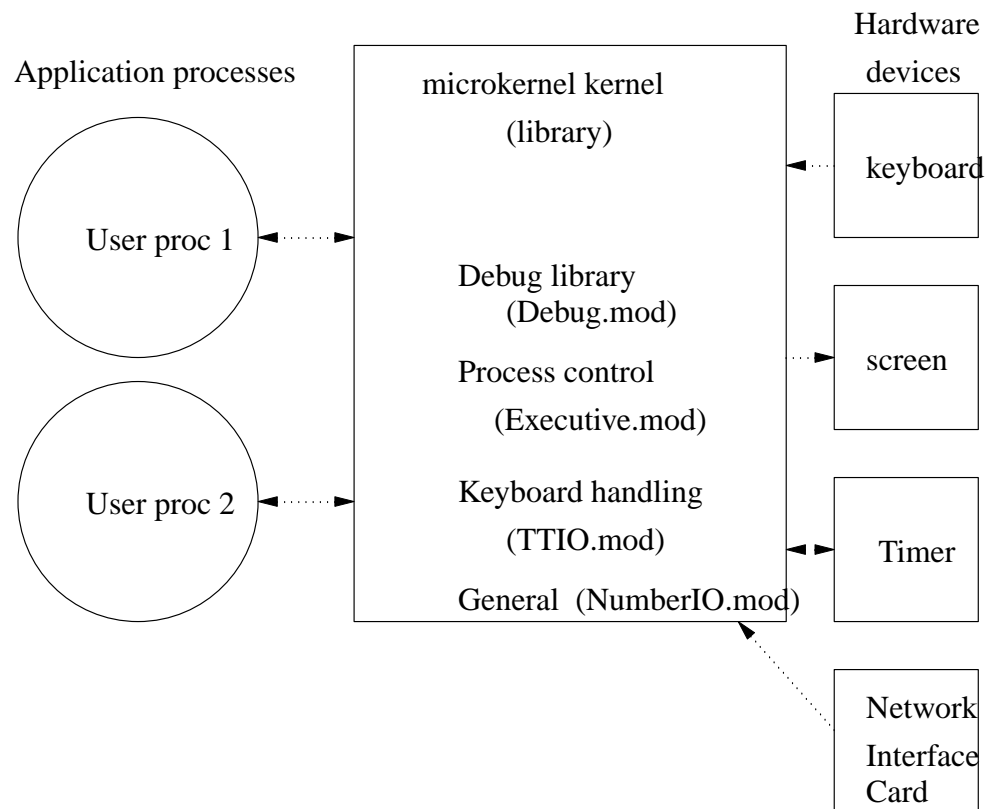 Application processes
User proc 1
User proc 2
microkernel kernel
(library)
Debug library
(Debug.mod)
Process control
(Executive.mod)
Keyboard handling
(TTIO.mod)
General (NumberIO.mod)
Hardware
devices
keyboard
screen
Timer
Network
Interface
Card